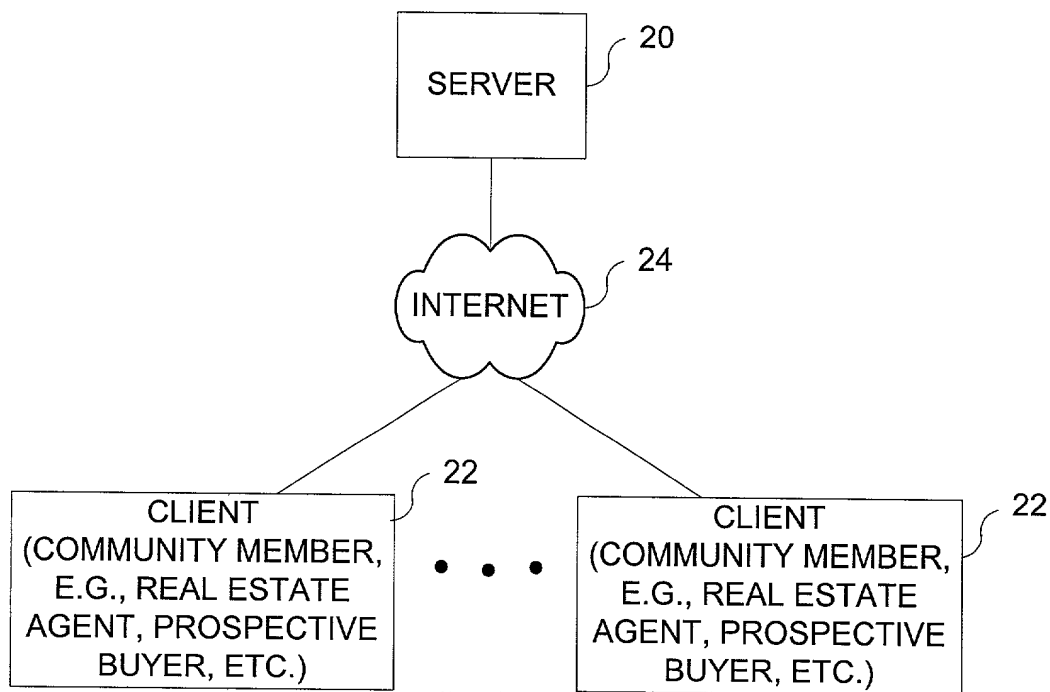 20
SERVER
24
INTERNET
22
CLIENT
(COMMUNITY MEMBER,
E.G., REAL ESTATE
AGENT, PROSPECTIVE
BUYER, ETC.)
22
CLIENT
(COMMUNITY MEMBER,
E.G., REAL ESTATE
AGENT, PROSPECTIVE
BUYER, ETC.)